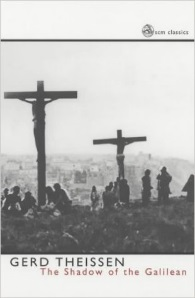 scm classics
GERD THEISSEN
The Shadow of the Galilean